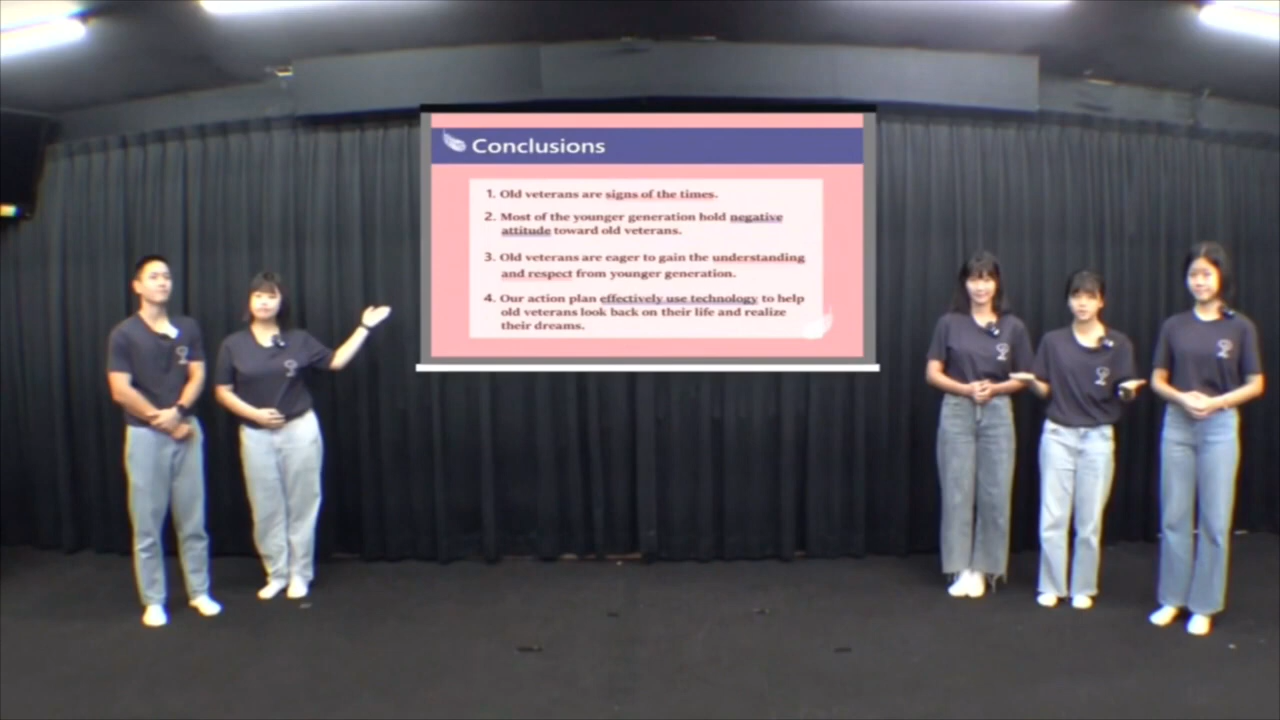 Conclusions
1. Old veterans are signs of the times.
2. Most of the younger generation hold negative
attitude toward old veterans.
3. Old veterans are eager to gain the understanding
and respect from younger generation.
4. Our action plan effectively use technology to help
old veterans look back on their life and realize
their dreams.